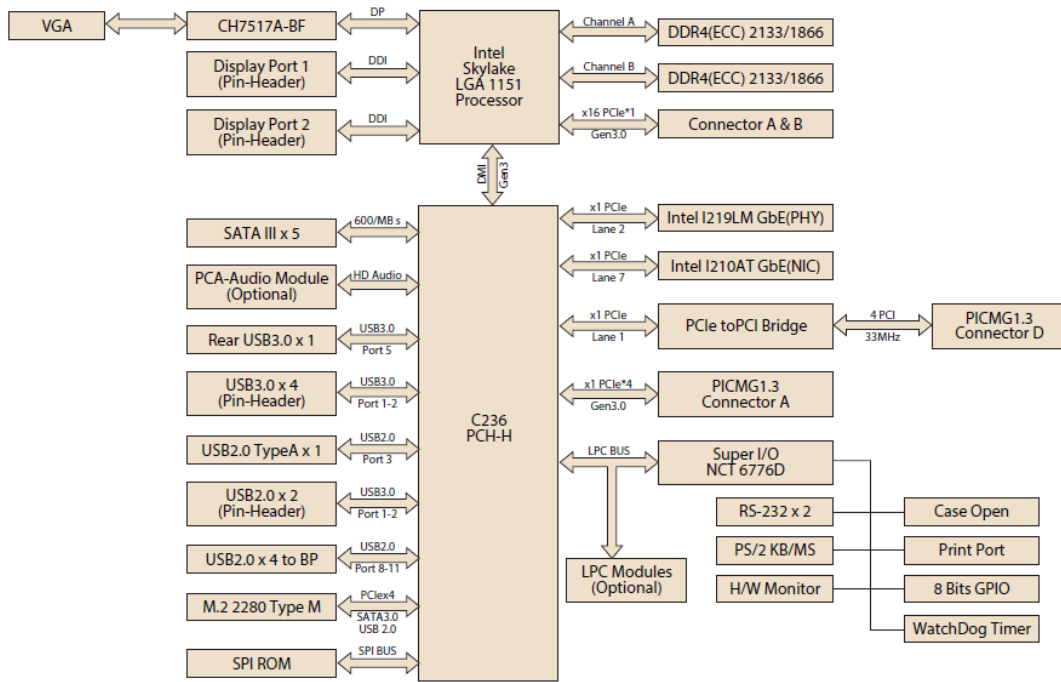 VGA
CH7517A-BF
DP
Display Port 1
(Pin-Header)
DDI
Display Port 2
(Pin-Header)
DDI
Intel
Skylake
LGA 1151
Processor
Channel A
DDR4(ECC) 2133/1866
Channel B
DDR4(ECC) 2133/1866
x16 PCIe*1
Gen3.0
Connector A & B
DMI
Gen3
SATA III x 5
600/MB s
PCA-Audio Module
(Optional)
HD Audio
Rear USB3.0 x 1
USB3.0
Port 5
USB3.0 x 4
(Pin-Header)
USB3.0
Port 1-2
USB2.0 TypeA x 1
USB2.0
Port 3
USB2.0 x 2
(Pin-Header)
USB3.0
Port 1-2
USB2.0 x 4 to BP
USB2.0
Port 8-11
M.2 2280 Type M
PCIex4
SATA3.0
USB 2.0
SPI ROM
SPI BUS
C236
PCH-H
x1 PCIe
Lane 2
Intel I219LM GbE(PHY)
x1 PCIe
Lane 7
Intel I210AT GbE(NIC)
x1 PCIe
Lane 1
PCIe toPCI Bridge
4 PCI
33MHz
PICMG1.3
Connector D
x1 PCIe*4
Gen3.0
PICMG1.3
Connector A
LPC BUS
Super I/O
NCT 6776D
LPC Modules
(Optional)
RS-232 x 2
Case Open
PS/2 KB/MS
Print Port
H/W Monitor
8 Bits GPIO
WatchDog Timer